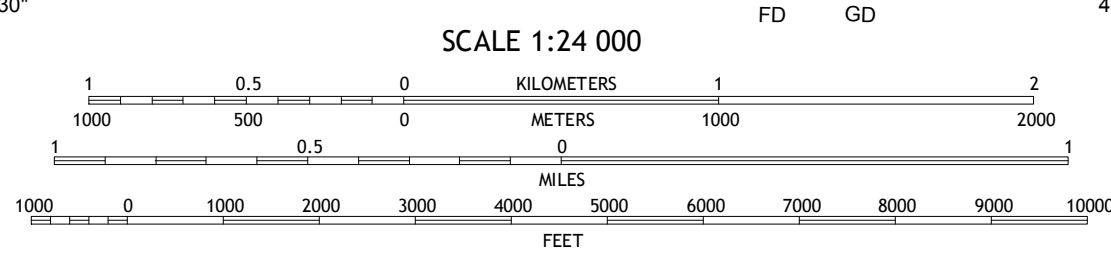 30"
4
FD GD
SCALE 1:24 000
1 0.5 0 KILOMETERS 1 2
1000 500 0 METERS 1000 2000
1 0.5 0 1
MILES
1000 0 1000 2000 3000 4000 5000 6000 7000 8000 9000 10000
FEET